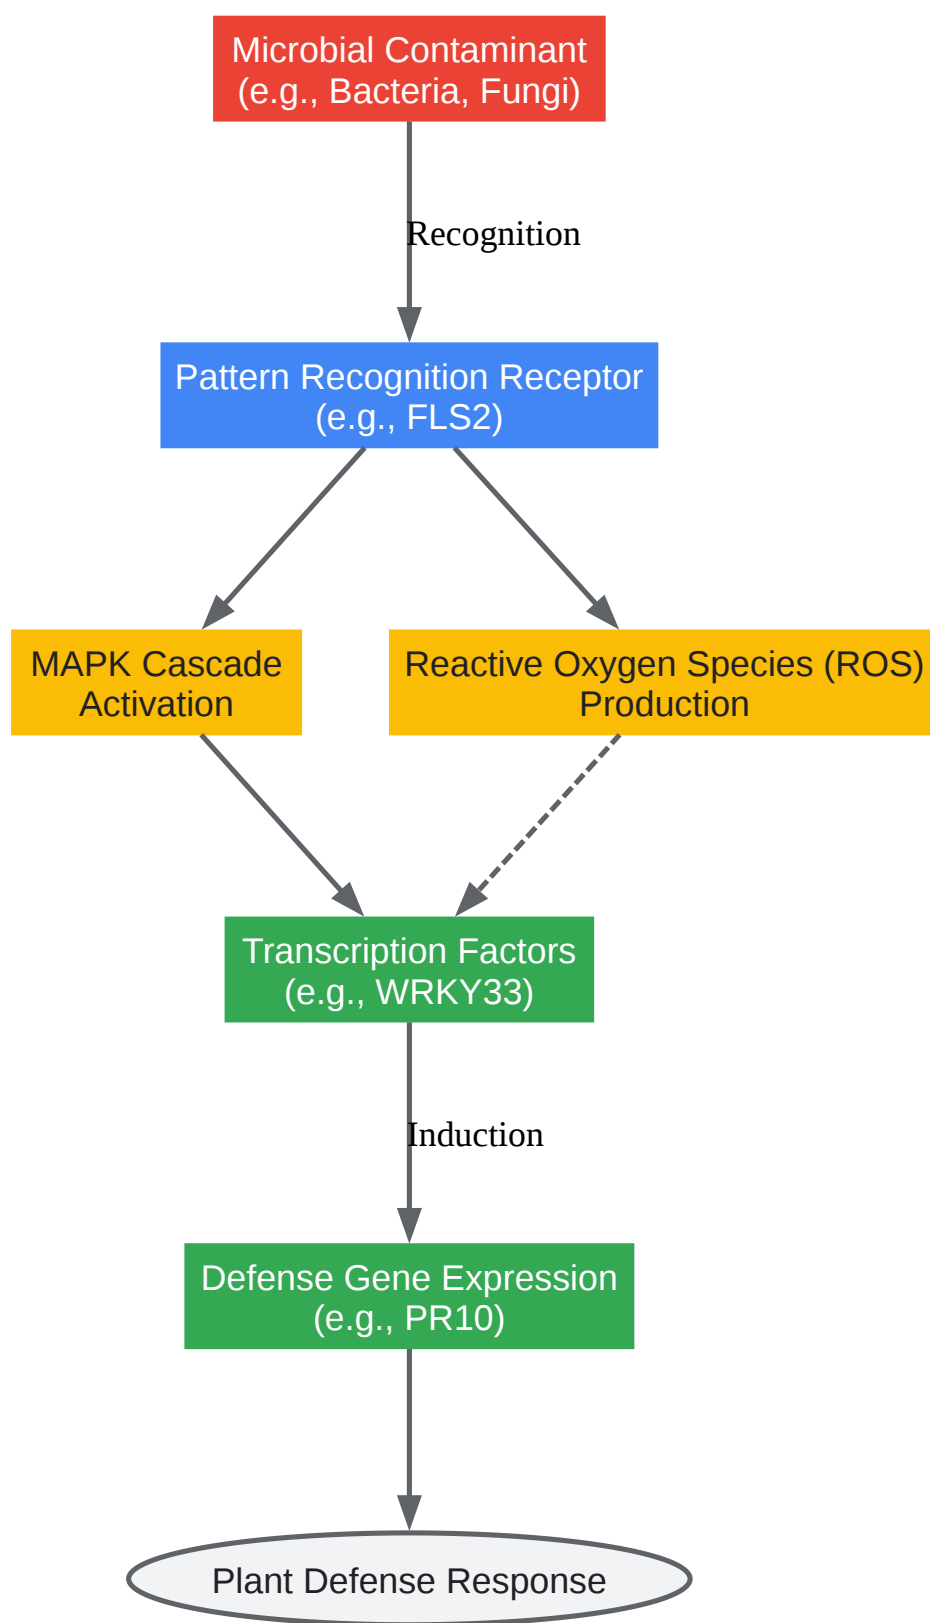 Microbial Contaminant
(e.g., Bacteria, Fungi)
Recognition
Pattern Recognition Receptor
(e.g., FLS2)
MAPK Cascade
Activation
Reactive Oxygen Species (ROS)
Production
Transcription Factors
(e.g., WRKY33)
Induction
Defense Gene Expression
(e.g., PR10)
Plant Defense Response